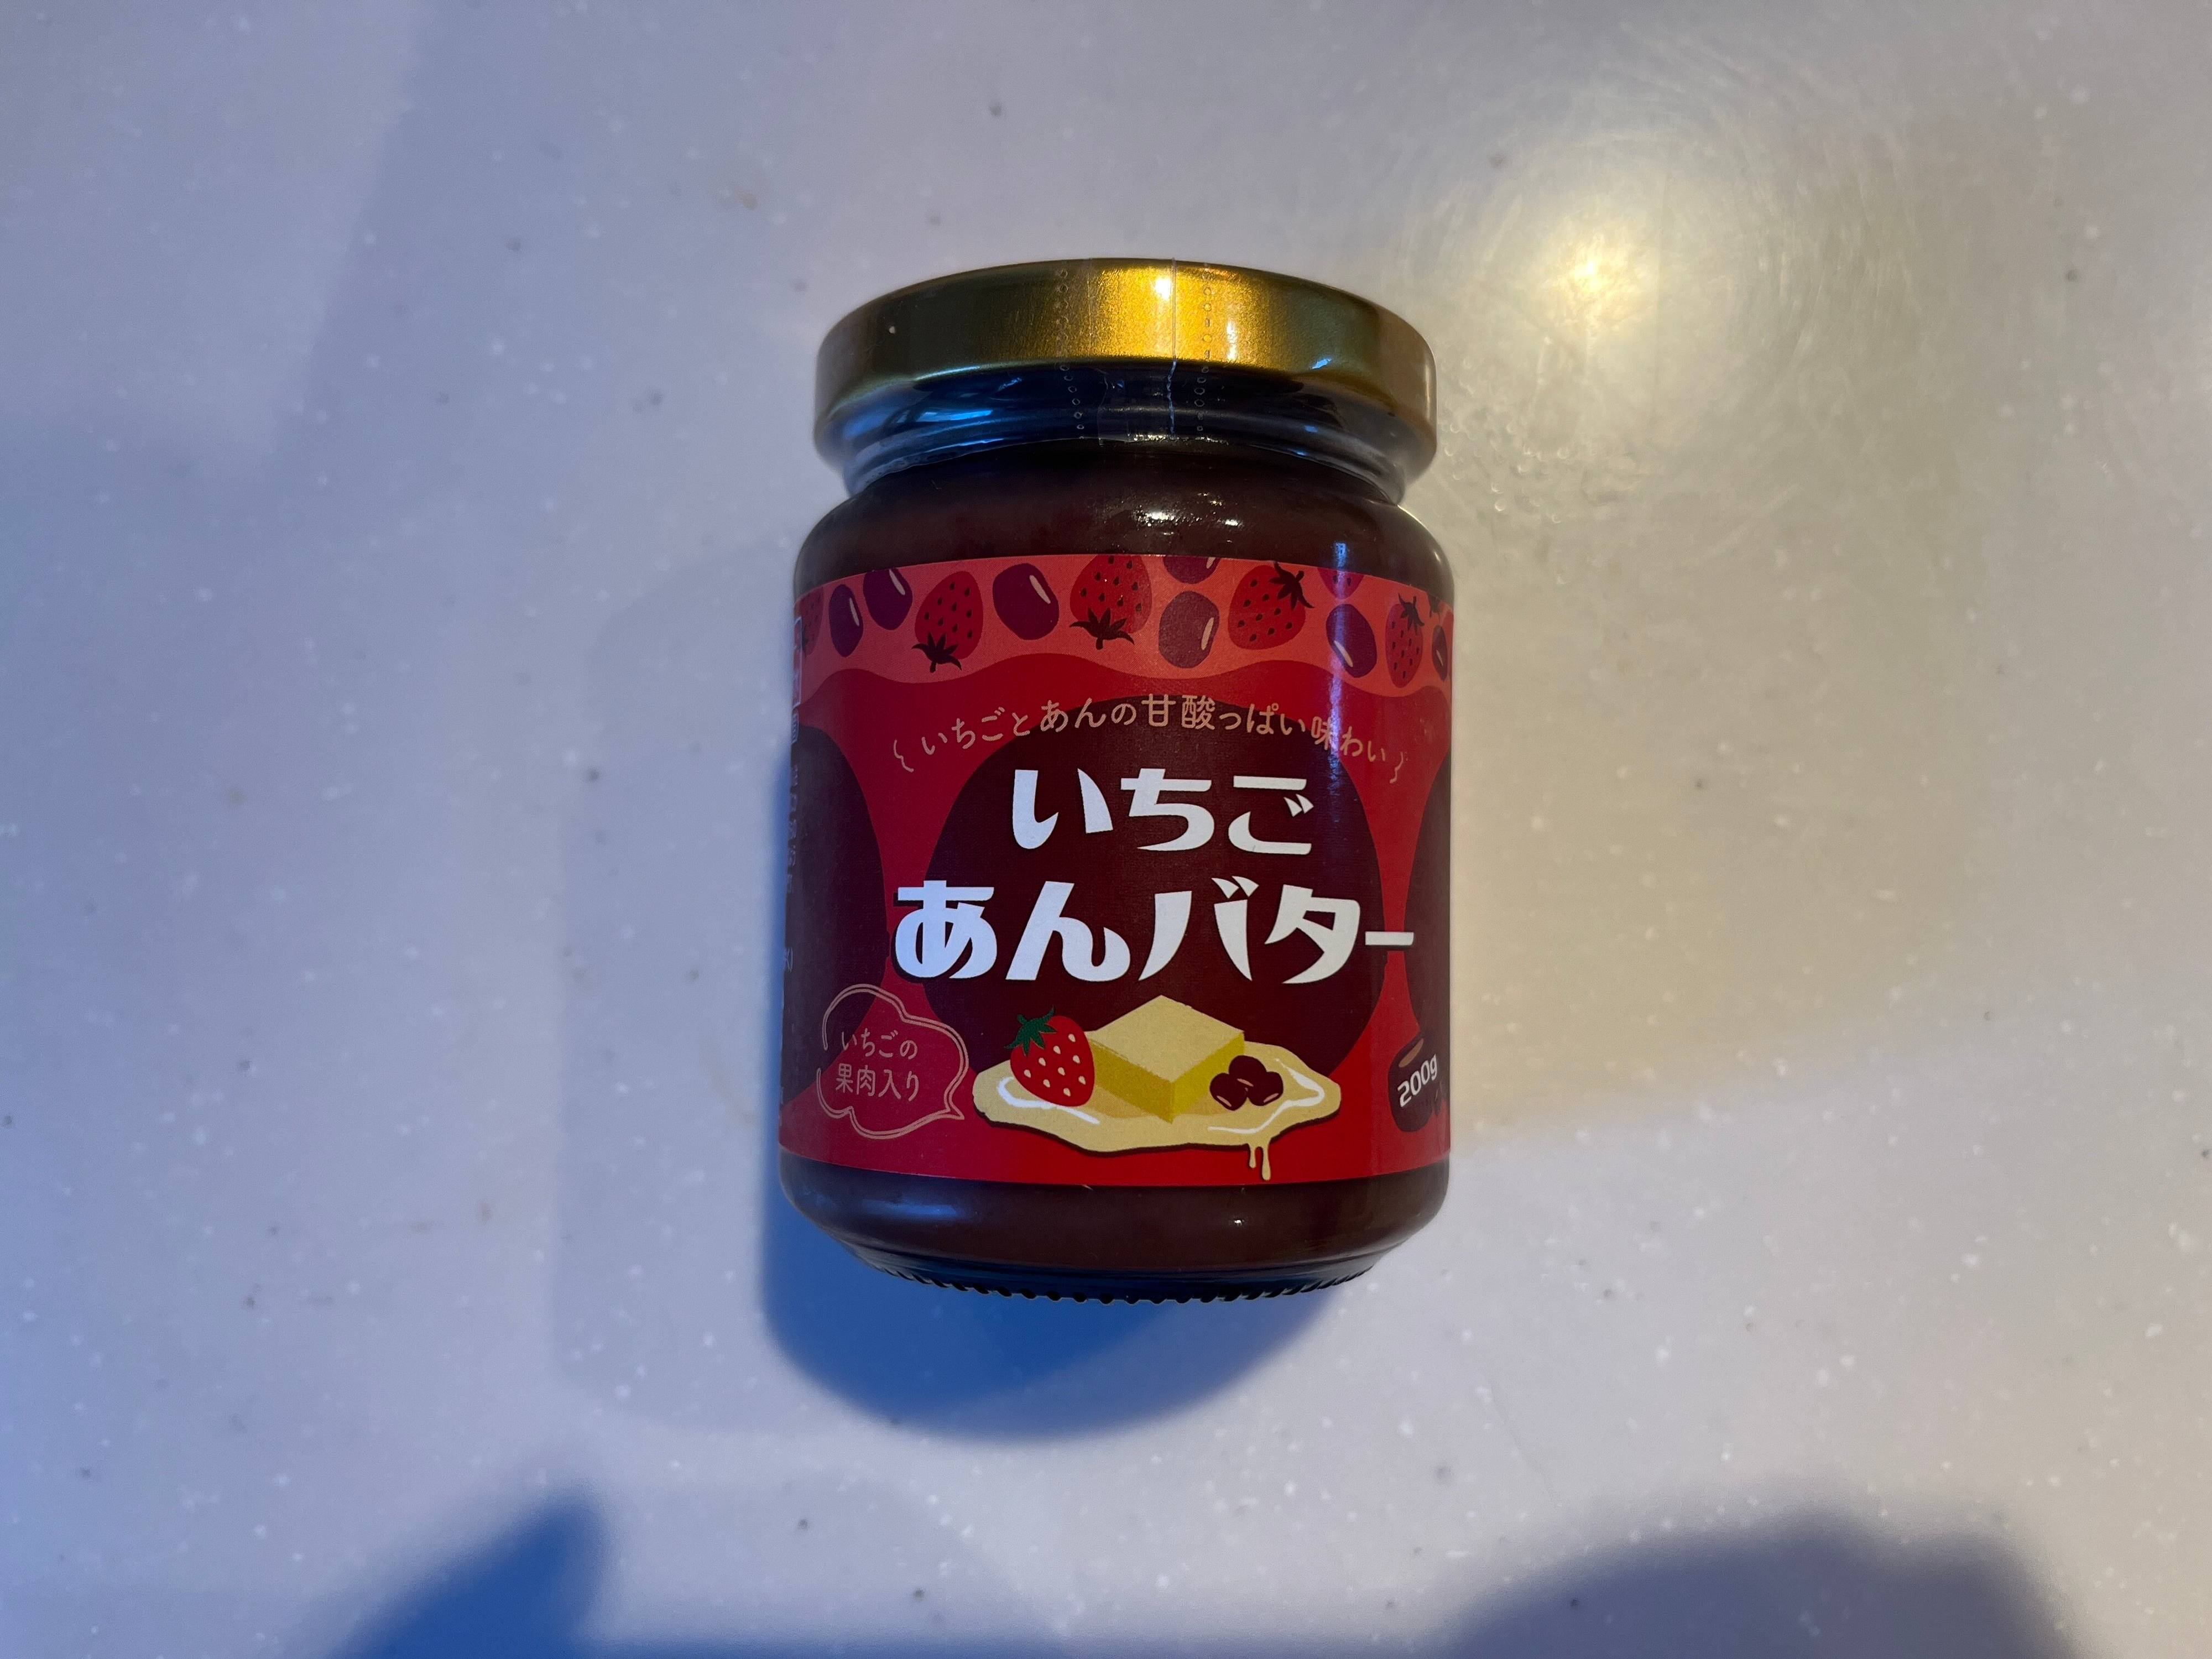 いちごとあんの甘酸っぱい味わい
いちご
あんバター
いちごの
果肉入り
200g